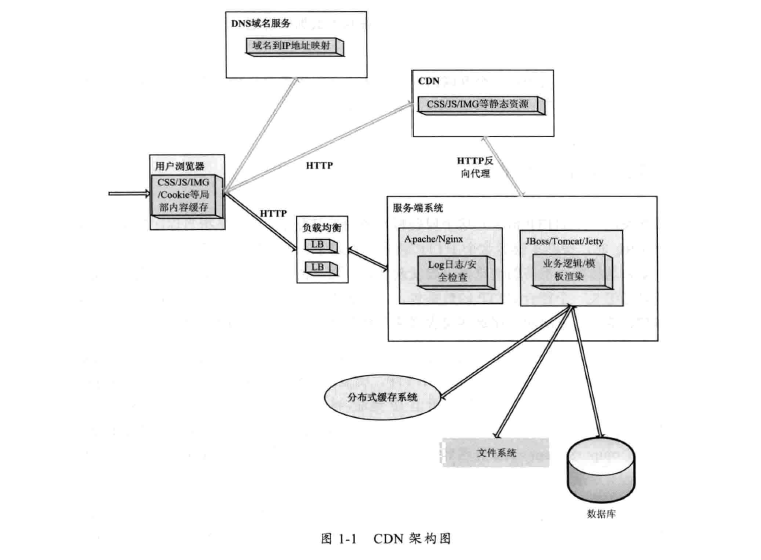 DNS域名服务
域名到IP地址映射
CDN
CSS/JS/IMG等静态资源
用户浏览器
CSS/JS/IMG
/Cookie等局
部内容缓存
HTTP
HTTP反
向代理
HTTP
负载均衡
LB
LB
服务端系统
Apache/Nginx
Log日志/安
全检查
JBoss/Tomcat/Jetty
业务逻辑/模
板渲染
分布式缓存系统
文件系统
数据库
图 1-1 CDN 架构图